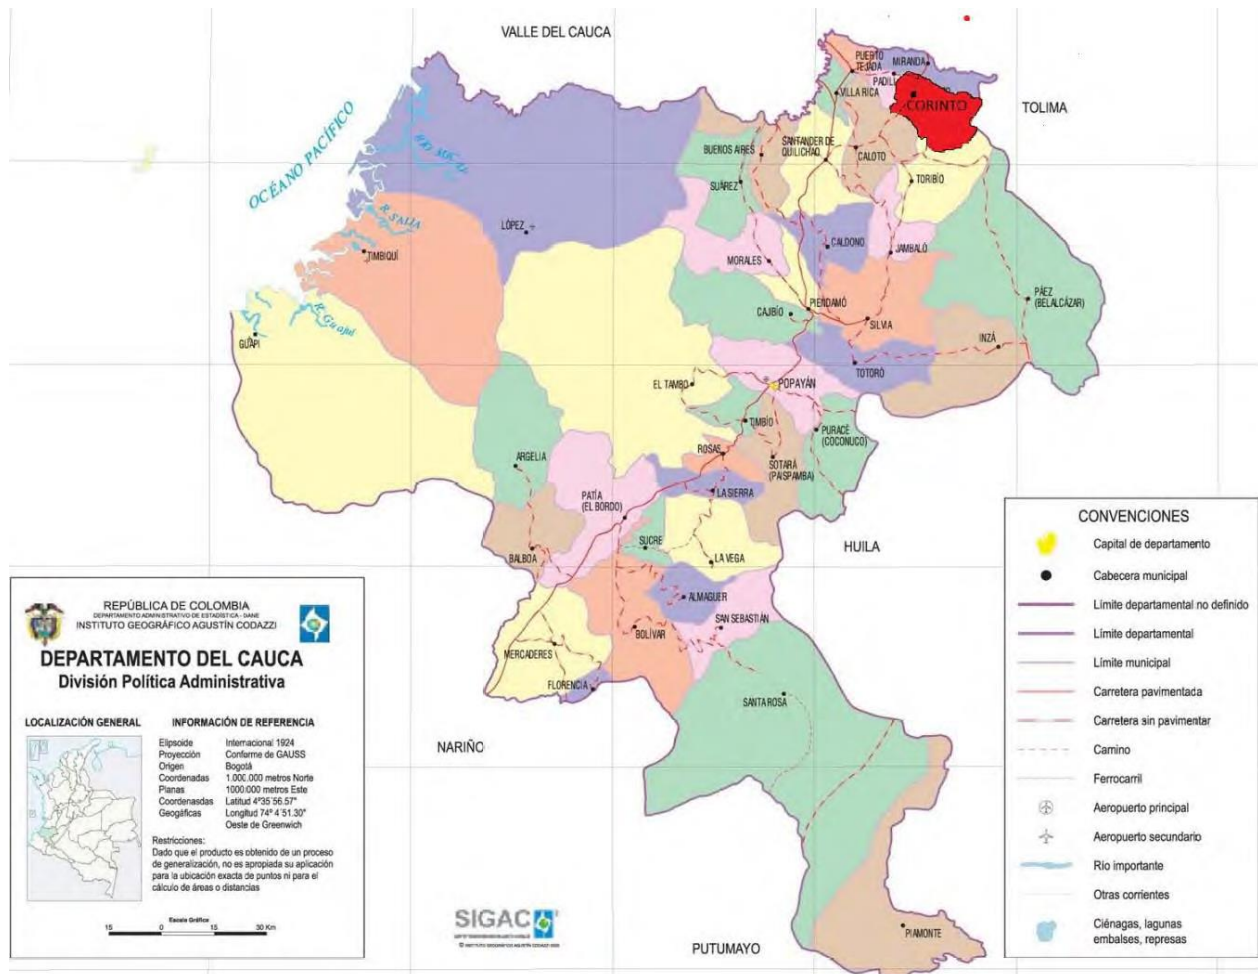 VALLE DEL CAUCA
TOLIMA
HUILA
NARIÑO
PUTUMAYO
OCÉANO PACÍFICO
R. SAIJA
R. Guapi
PUERTO
TEJADA
MIRANDA
VILLA RICA
CORINTO
BUENOS AIRES
SANTANDER DE
QUILICHAO
CALOTO
SUÁREZ
TORIBÍO
LÓPEZ
TIMBIQUÍ
CALDONO
JAMBALÓ
MORALES
PÁEZ
(BELALCÁZAR)
PIENDAMÓ
CAJIBÍO
SILVIA
GUAPI
INZÁ
TOTORÓ
EL TAMBO
POPAYÁN
TIMBÍO
PURACÉ
(COCONUCO)
ROSAS
ARGELIA
SOTARÁ
(PAISPAMBA)
LA SIERRA
PATÍA
(EL BORDO)
SUCRE
BALBOA
LA VEGA
ALMAGUER
SAN SEBASTIÁN
BOLÍVAR
MERCADERES
FLORENCIA
SANTA ROSA
PIAMONTE
REPÚBLICA DE COLOMBIA
DEPARTAMENTO ADMINISTRATIVO DE ESTADÍSTICA - DANE
INSTITUTO GEOGRÁFICO AGUSTÍN CODAZZI
DEPARTAMENTO DEL CAUCA
División Política Administrativa
LOCALIZACIÓN GENERAL
INFORMACIÓN DE REFERENCIA
Elipsoide Internacional 1924
Proyección Conforme de GAUSS
Origen Bogotá
Coordenadas 1.000.000 metros Norte
Planas 1000.000 metros Este
Coordenasdas Latitud 4°35´56.57"
Geográficas Longitud 74° 4´51.30"
Oeste de Greenwich
Restricciones:
Dado que el producto es obtenido de un proceso
de generalización, no es apropiada su aplicación
para la ubicación exacta de puntos ni para el
cálculo de áreas o distancias
Escala Gráfica
15 0 15 30 Km
SIGAC
CONVENCIONES
Capital de departamento
Cabecera municipal
Límite departamental no definido
Límite departamental
Límite municipal
Carretera pavimentada
Carretera sin pavimentar
Camino
Ferrocarril
Aeropuerto principal
Aeropuerto secundario
Río importante
Otras corrientes
Ciénagas, lagunas
embalses, represas